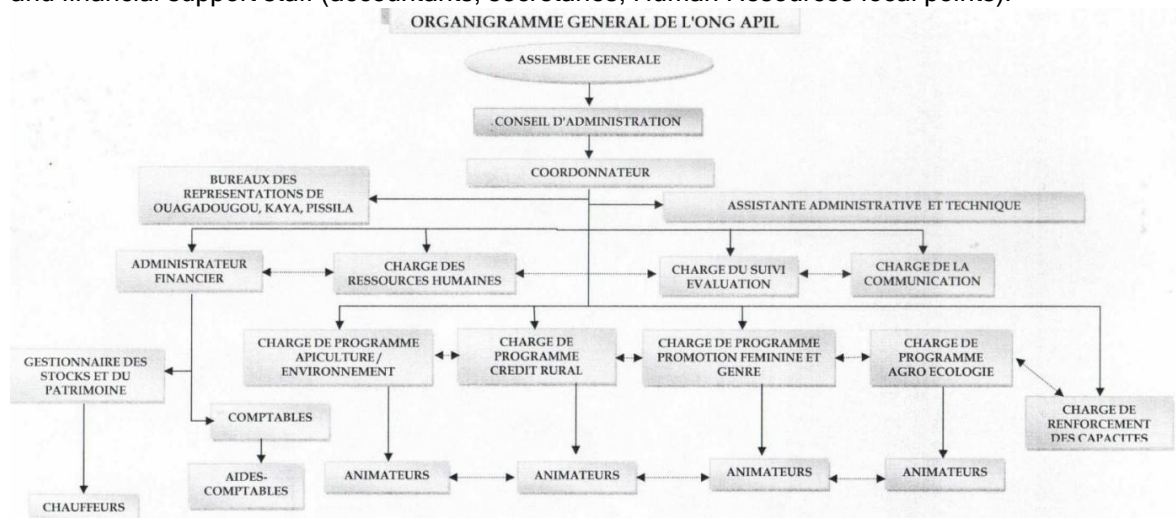 and financial support staff (accountants, secretaries, Human Resources focal points).
ORGANIGRAMME GENERAL DE L'ONG APIL
ASSEMBLEE GENERALE
CONSEIL D'ADMINISTRATION
COORDONNATEUR
BUREAUX DES
REPRESENTATIONS DE
OUAGADOUGOU, KAYA, PISSILA
ASSISTANTE ADMINISTRATIVE ET TECHNIQUE
ADMINISTRATEUR
FINANCIER
CHARGE DES
RESSOURCES HUMAINES
CHARGE DU SUIVI
EVALUATION
CHARGE DE LA
COMMUNICATION
CHARGE DE PROGRAMME
APICULTURE /
ENVIRONNEMENT
CHARGE DE
PROGRAMME
CREDIT RURAL
CHARGE DE PROGRAMME
PROMOTION FEMININE ET
GENRE
CHARGE DE
PROGRAMME
AGRO ECOLOGIE
GESTIONNAIRE DES
STOCKS ET DU
PATRIMOINE
COMPTABLES
CHARGE DE
RENFORCEMENT
DES CAPACITES
AIDES-
COMPTABLES
ANIMATEURS
ANIMATEURS
ANIMATEURS
ANIMATEURS
CHAUFFEURS